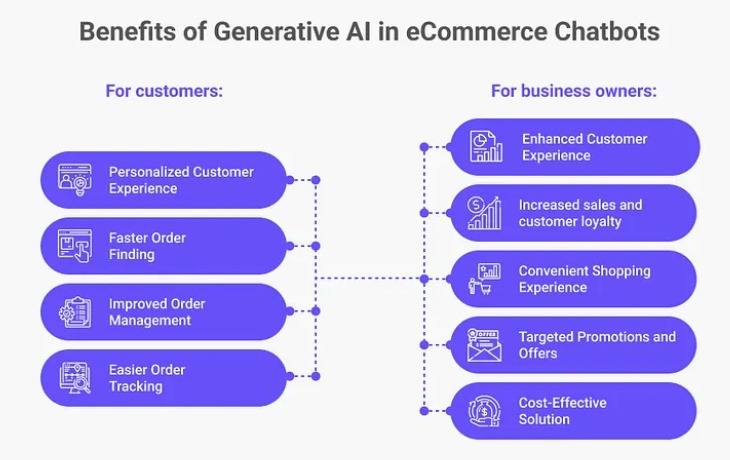 Benefits of Generative AI in eCommerce Chatbots
For customers:
Personalized Customer
Experience
Faster Order
Finding
Improved Order
Management
Easier Order
Tracking
For business owners:
Enhanced Customer
Experience
Increased sales and
customer loyalty
Convenient Shopping
Experience
OFFER
Targeted Promotions and
Offers
Cost-Effective
Solution